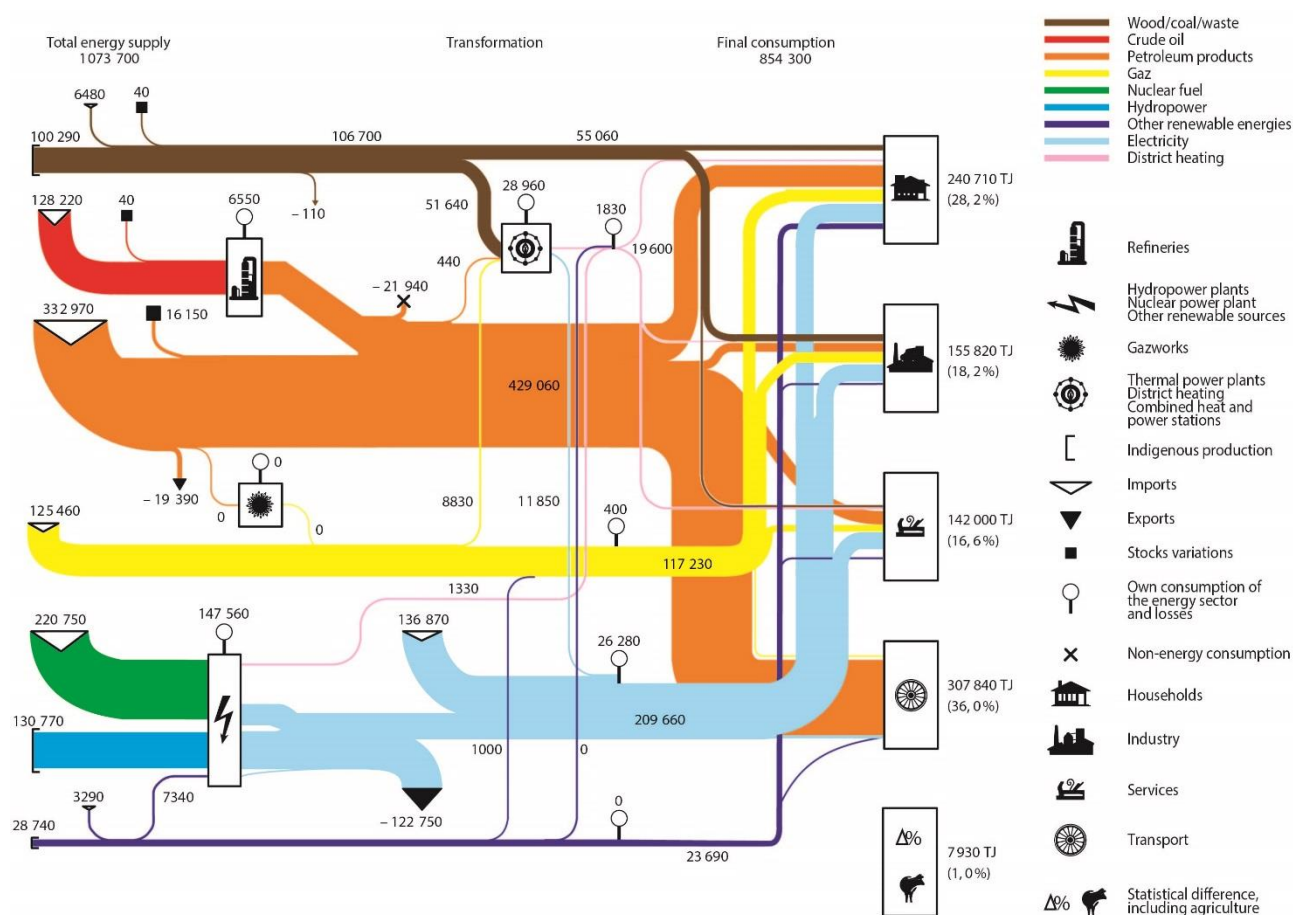 Total energy supply
1073 700
Transformation
Final consumption
854 300
Wood/coal/waste
Crude oil
Petroleum products
Gaz
Nuclear fuel
Hydropower
Other renewable energies
Electricity
District heating
6480
40
100 290
106 700
55 060
128 220
40
6550
– 110
51 640
28 960
1830
19 600
440
– 21 940
332 970
16 150
429 060
– 19 390
0
0
0
125 460
8830
11 850
400
117 230
1330
220 750
147 560
136 870
26 280
209 660
130 770
1000
0
3290
7340
– 122 750
28 740
0
23 690
240 710 TJ
(28, 2%)
155 820 TJ
(18, 2%)
142 000 TJ
(16, 6%)
307 840 TJ
(36, 0%)
Δ%
7 930 TJ
(1, 0%)
Refineries
Hydropower plants
Nuclear power plant
Other renewable sources
Gazworks
Thermal power plants
District heating
Combined heat and
power stations
Indigenous production
Imports
Exports
Stocks variations
Own consumption of
the energy sector
and losses
Non-energy consumption
Households
Industry
Services
Transport
Δ%
Statistical difference,
including agriculture